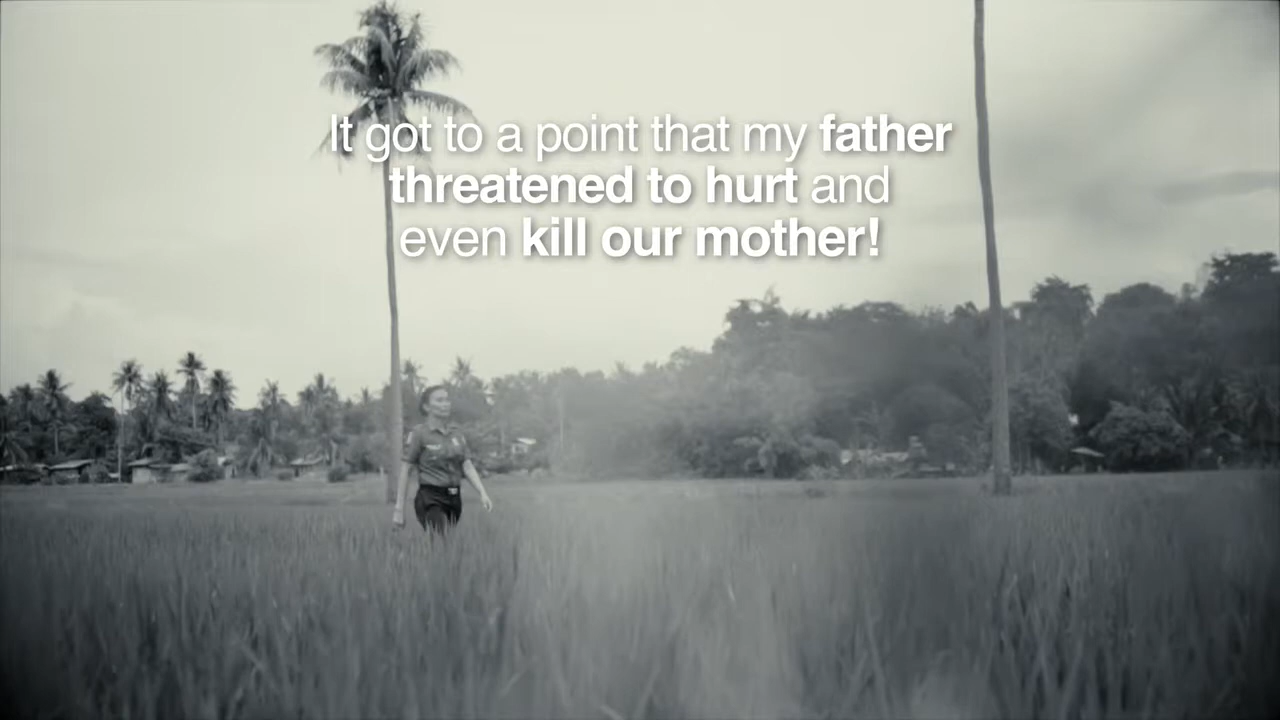 It got to a point that my father
threatened to hurt and
even kill our mother!